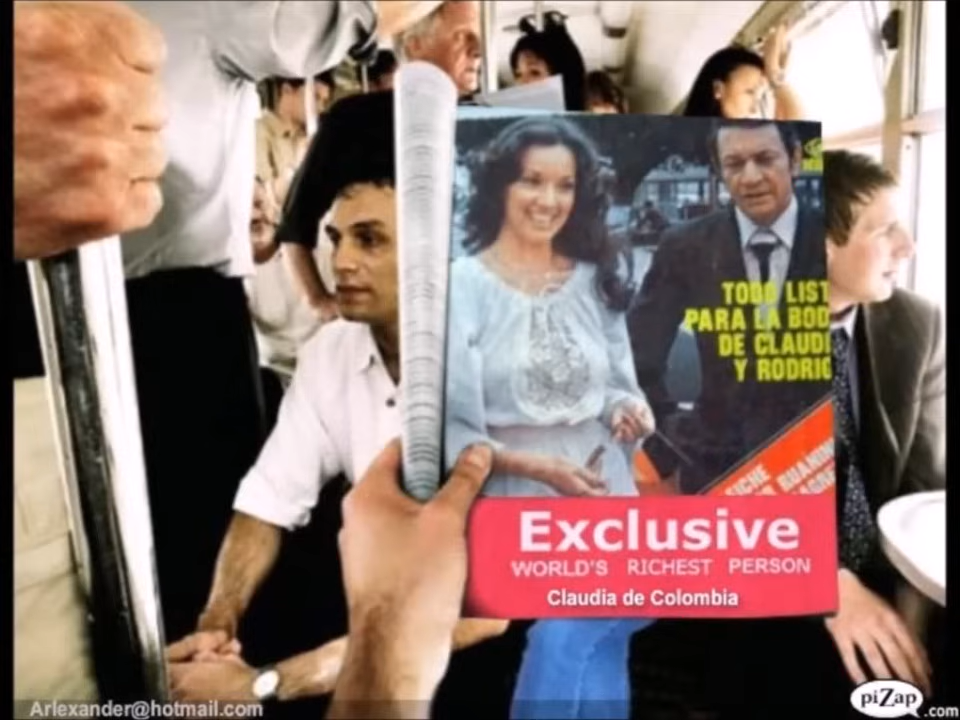 TODO LIST
PARA LA BOD
DE CLAUDI
Y RODRIG
Exclusive
WORLD'S RICHEST PERSON
Claudia de Colombia
Arlexander@hotmail.com
piZap
.com